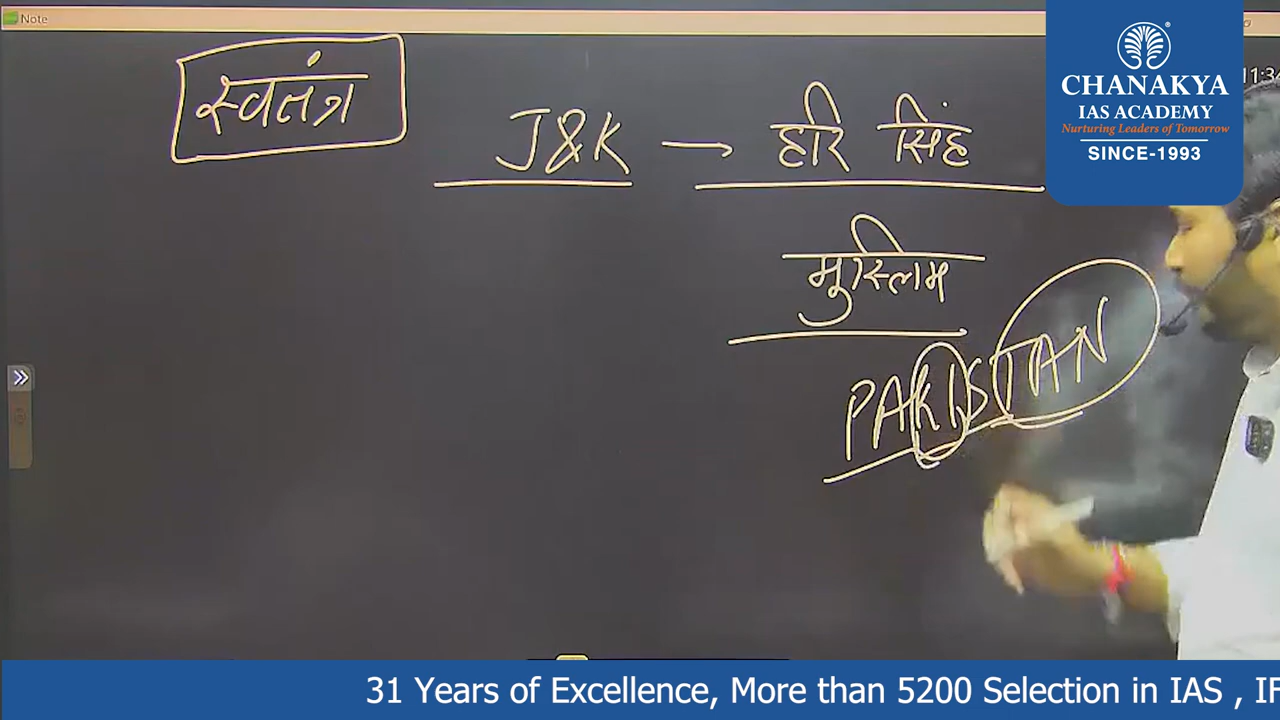 Note
स्वतंत्र
J&K → हरि सिंह
मुस्लिम
PAKISTAN
CHANAKYA
IAS ACADEMY
Nurturing Leaders of Tomorrow
SINCE-1993
31 Years of Excellence, More than 5200 Selection in IAS , IF